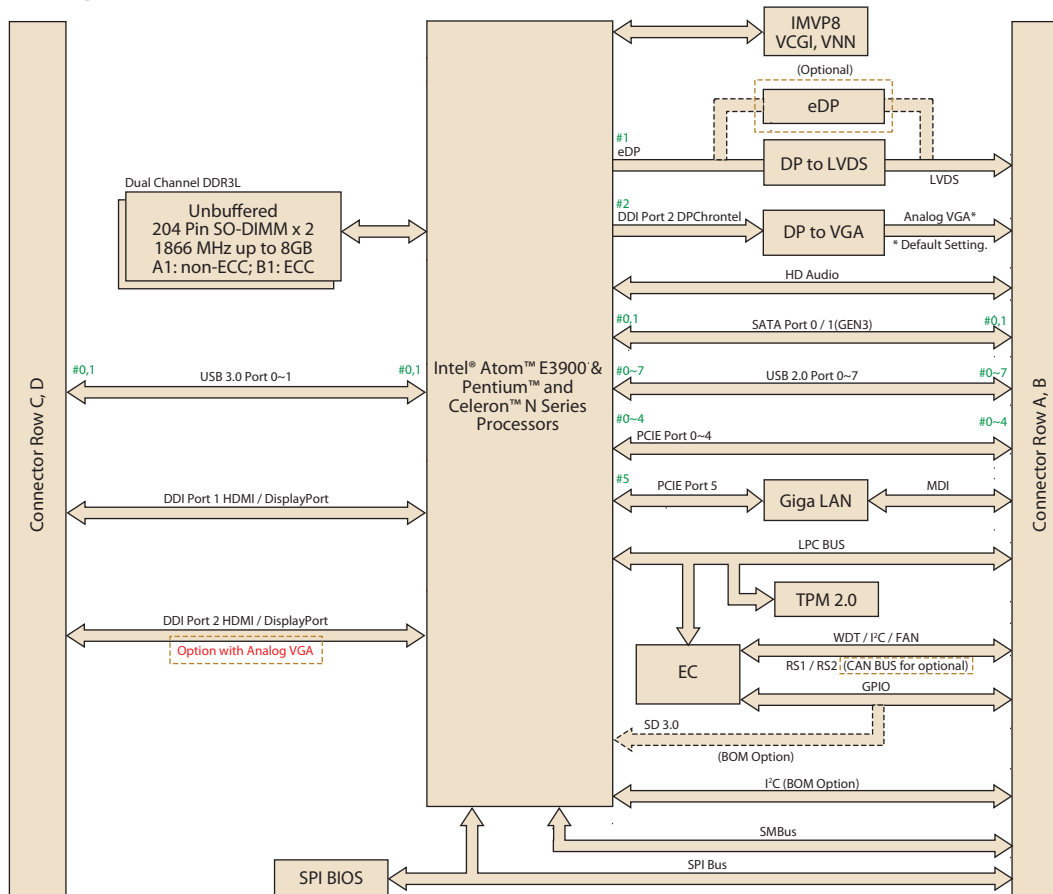 IMVP8
VCGI, VNN
(Optional)
eDP
#1
eDP
DP to LVDS
LVDS
Dual Channel DDR3L
Unbuffered
204 Pin SO-DIMM x 2
1866 MHz up to 8GB
A1: non-ECC; B1: ECC
#2
DDI Port 2 DPChrontel
DP to VGA
Analog VGA*
* Default Setting.
HD Audio
#0,1
SATA Port 0 / 1(GEN3)
#0,1
#0,1
USB 3.0 Port 0~1
#0,1
Intel® Atom™ E3900 &
Pentium™ and
Celeron™ N Series
Processors
#0~7
USB 2.0 Port 0~7
#0~7
#0~4
PCIE Port 0~4
#0~4
#5
PCIE Port 5
Giga LAN
MDI
Connector Row C, D
Connector Row A, B
DDI Port 1 HDMI / DisplayPort
LPC BUS
TPM 2.0
DDI Port 2 HDMI / DisplayPort
Option with Analog VGA
EC
WDT / I²C / FAN
RS1 / RS2 (CAN BUS for optional)
GPIO
SD 3.0
(BOM Option)
I²C (BOM Option)
SMBus
SPI BIOS
SPI Bus